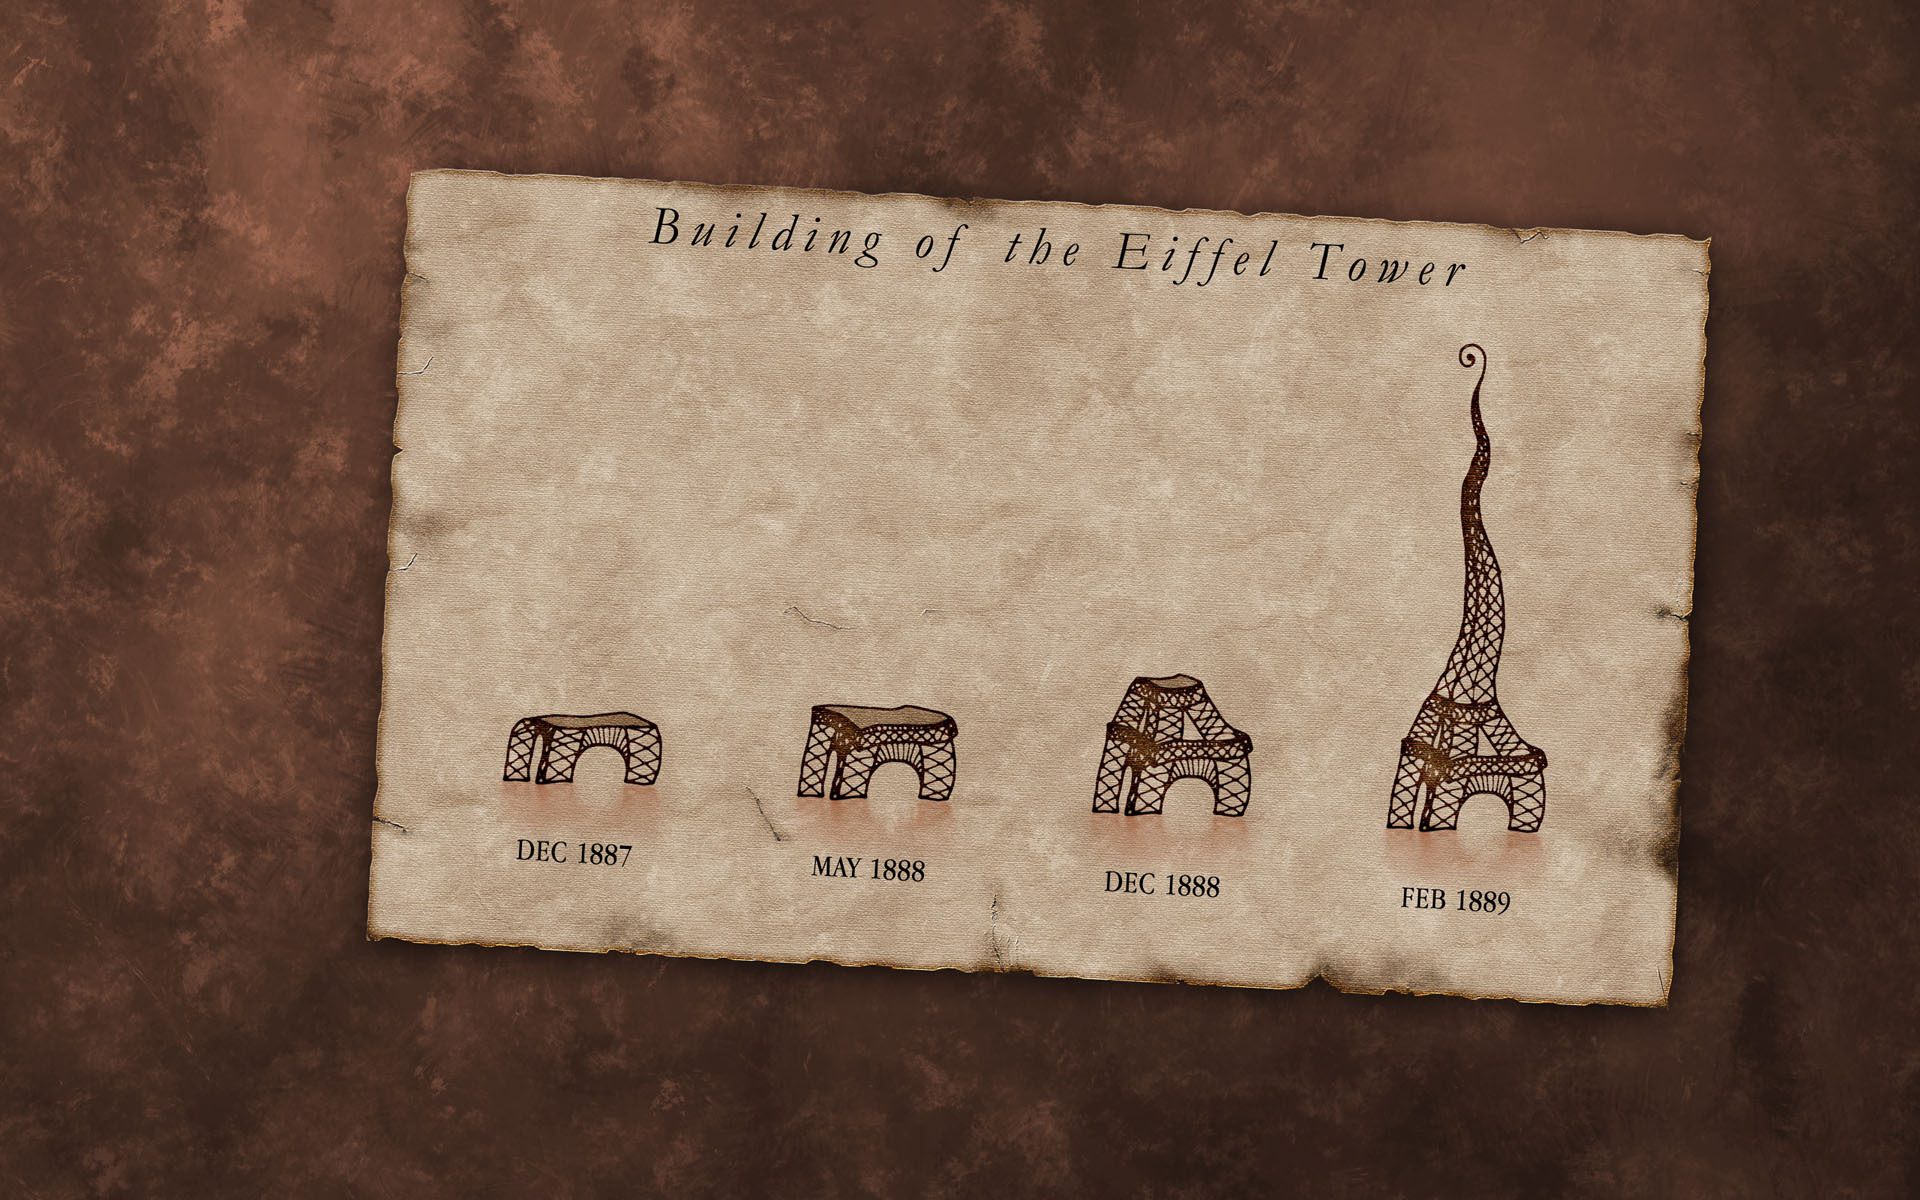 Building of the Eiffel Tower
DEC 1887
MAY 1888
DEC 1888
FEB 1889